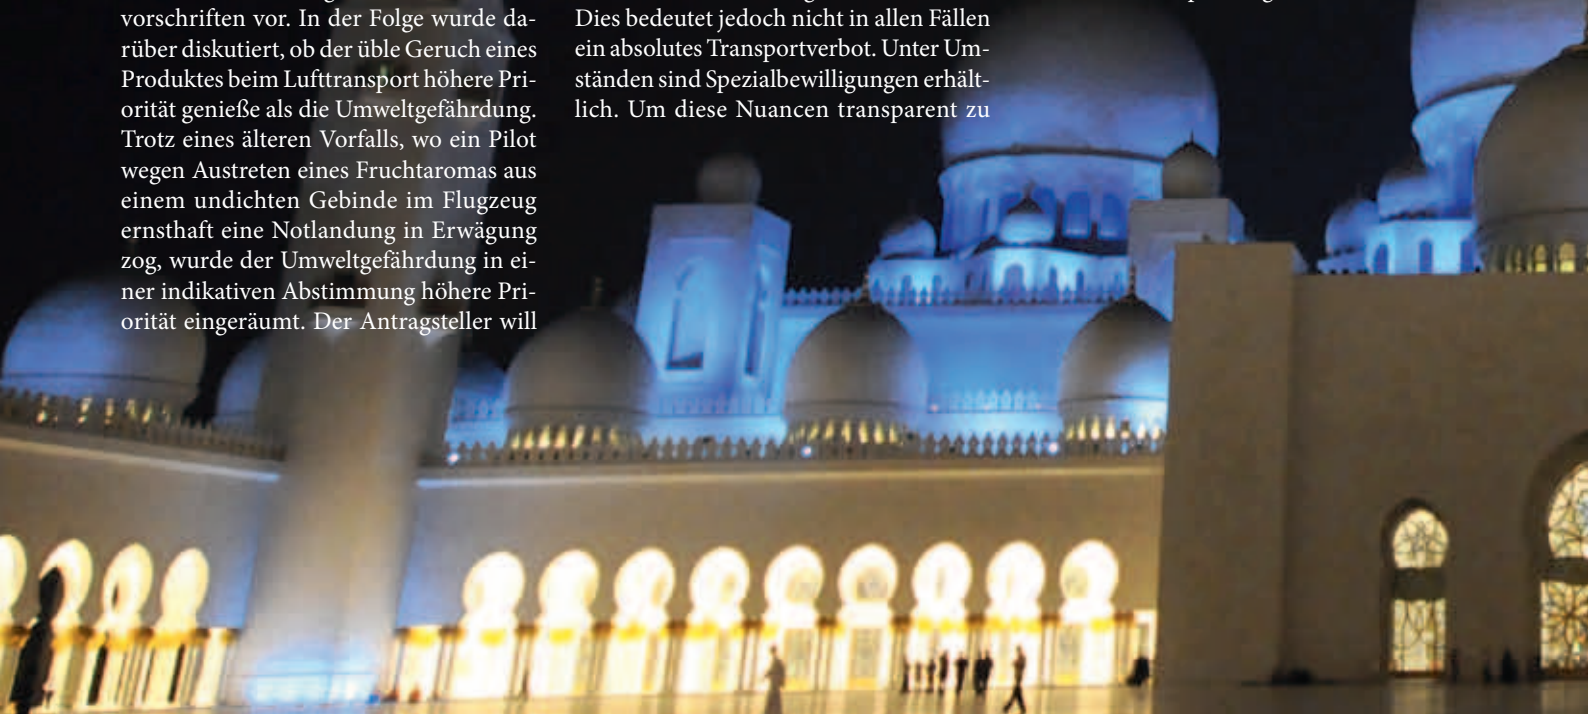 vorschriften vor. In der Folge wurde da-
rüber diskutiert, ob der üble Geruch eines
Produktes beim Lufttransport höhere Pri-
orität genieße als die Umweltgefährdung.
Trotz eines älteren Vorfalls, wo ein Pilot
wegen Austreten eines Fruchtaromas aus
einem undichten Gebinde im Flugzeug
ernsthaft eine Notlandung in Erwägung
zog, wurde der Umweltgefährdung in ei-
ner indikativen Abstimmung höhere Pri-
orität eingeräumt. Der Antragsteller will
Dies bedeutet jedoch nicht in allen Fällen
ein absolutes Transportverbot. Unter Um-
ständen sind Spezialbewilligungen erhält-
lich. Um diese Nuancen transparent zu